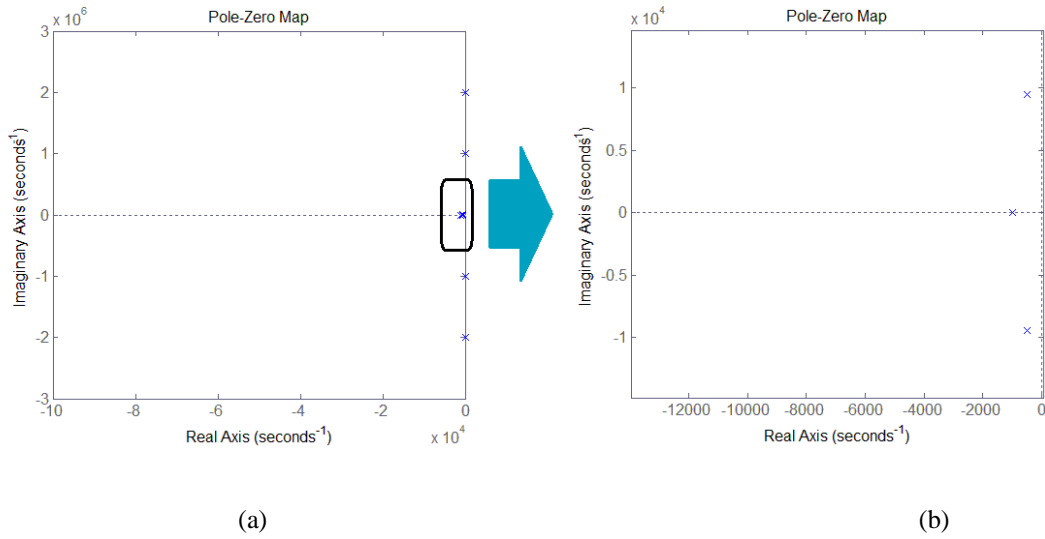 x 10^6
Pole-Zero Map
3
2
1
0
-1
-2
-3
Imaginary Axis (seconds^1)
-10
-8
-6
-4
-2
0
Real Axis (seconds^-1)
x 10^4
(a)
x 10^4
Pole-Zero Map
1
0.5
0
-0.5
-1
Imaginary Axis (seconds^1)
-12000
-10000
-8000
-6000
-4000
-2000
0
Real Axis (seconds^-1)
(b)